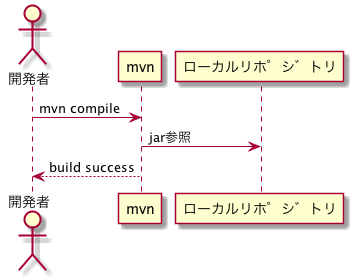 開発者
mvn
ローカルリポジトリ
mvn compile
jar参照
build success
開発者
mvn
ローカルリポジトリ